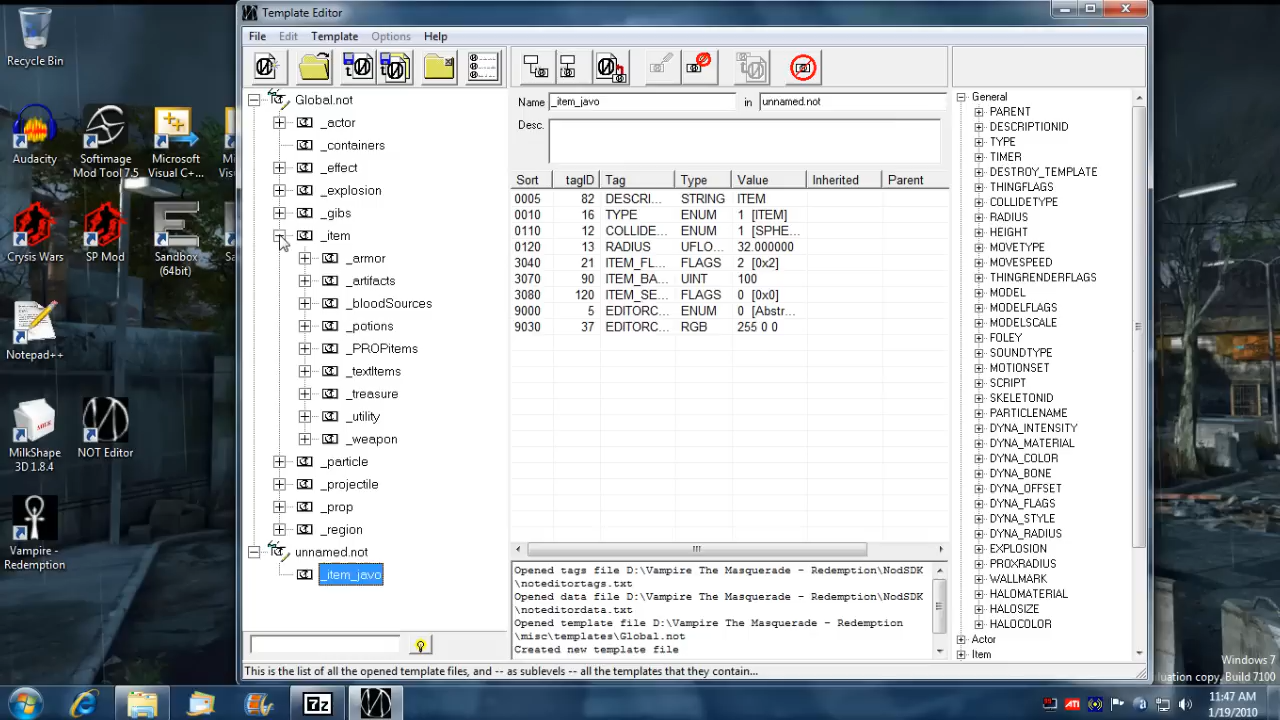 Recycle Bin
Audacity
Softimage
Mod Tool 7.5
Microsoft
Visual C+...
Crysis Wars
SP Mod
Sandbox
(64bit)
Notepad++
MilkShape
3D 1.8.4
NOT Editor
Vampire -
Redemption
Template Editor
File Edit Template Options Help
Global.not
_actor
_containers
_effect
_explosion
_gibs
_item
_armor
_artifacts
_bloodSources
_potions
_PROPitems
_textItems
_treasure
_utility
_weapon
_particle
_projectile
_prop
_region
unnamed.not
_item_javo
Name _item_javo in unnamed.not
Desc.
Sort tagID Tag Type Value Inherited Parent
0005 82 DESCRI... STRING ITEM
0010 16 TYPE ENUM 1 [ITEM]
0110 12 COLLIDE... ENUM 1 [SPHE...
0120 13 RADIUS UFLO... 32.000000
3040 21 ITEM_FL... FLAGS 2 [0x2]
3070 90 ITEM_BA... UINT 100
3080 120 ITEM_SE... FLAGS 0 [0x0]
9000 5 EDITORC... ENUM 0 [Abstr...
9030 37 EDITORC... RGB 255 0 0
Opened tags file D:\Vampire The Masquerade - Redemption\NodSDK
\noteditortags.txt
Opened data file D:\Vampire The Masquerade - Redemption\NodSDK
\noteditordata.txt
Opened template file D:\Vampire The Masquerade - Redemption
\misc\templates\Global.not
Created new template file
General
PARENT
DESCRIPTIONID
TYPE
TIMER
DESTROY_TEMPLATE
THINGFLAGS
COLLIDETYPE
RADIUS
HEIGHT
MOVETYPE
MOVESPEED
THINGRENDERFLAGS
MODEL
MODELFLAGS
MODELSCALE
FOLEY
SOUNDTYPE
MOTIONSET
SCRIPT
SKELETONID
PARTICLENAME
DYNA_INTENSITY
DYNA_MATERIAL
DYNA_COLOR
DYNA_BONE
DYNA_OFFSET
DYNA_FLAGS
DYNA_STYLE
DYNA_RADIUS
EXPLOSION
PROXRADIUS
WALLMARK
HALOMATERIAL
HALOSIZE
HALOCOLOR
Actor
Item
This is the list of all the opened template files, and -- as sublevels -- all the templates that they contain...
Windows 7
luation copy. Build 7100
7z
ATI
11:47 AM
1/19/2010